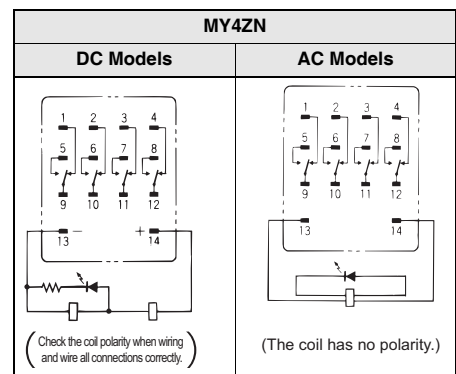 MY4ZN
DC Models AC Models
1 2 3 4
5 6 7 8
9 10 11 12
13 − + 14
(Check the coil polarity when wiring
and wire all connections correctly.)
1 2 3 4
5 6 7 8
9 10 11 12
13 14
(The coil has no polarity.)